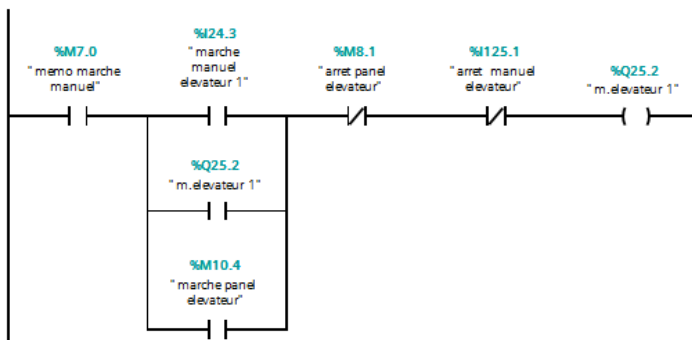 %M7.0
"memo marche
manuel"
%I24.3
"marche
manuel
elevateur 1"
%M8.1
"arret panel
elevateur"
%I125.1
"arret manuel
elevateur"
%Q25.2
"m.elevateur 1"
%Q25.2
"m.elevateur 1"
%M10.4
"marche panel
elevateur"